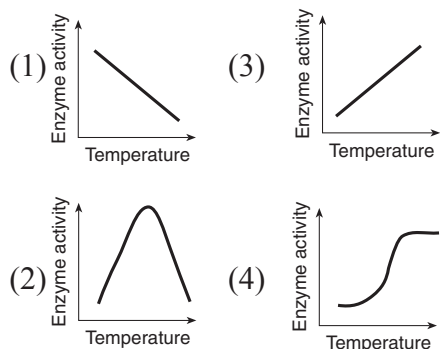 (1)
Enzyme activity
Temperature
(3)
Enzyme activity
Temperature
(2)
Enzyme activity
Temperature
(4)
Enzyme activity
Temperature